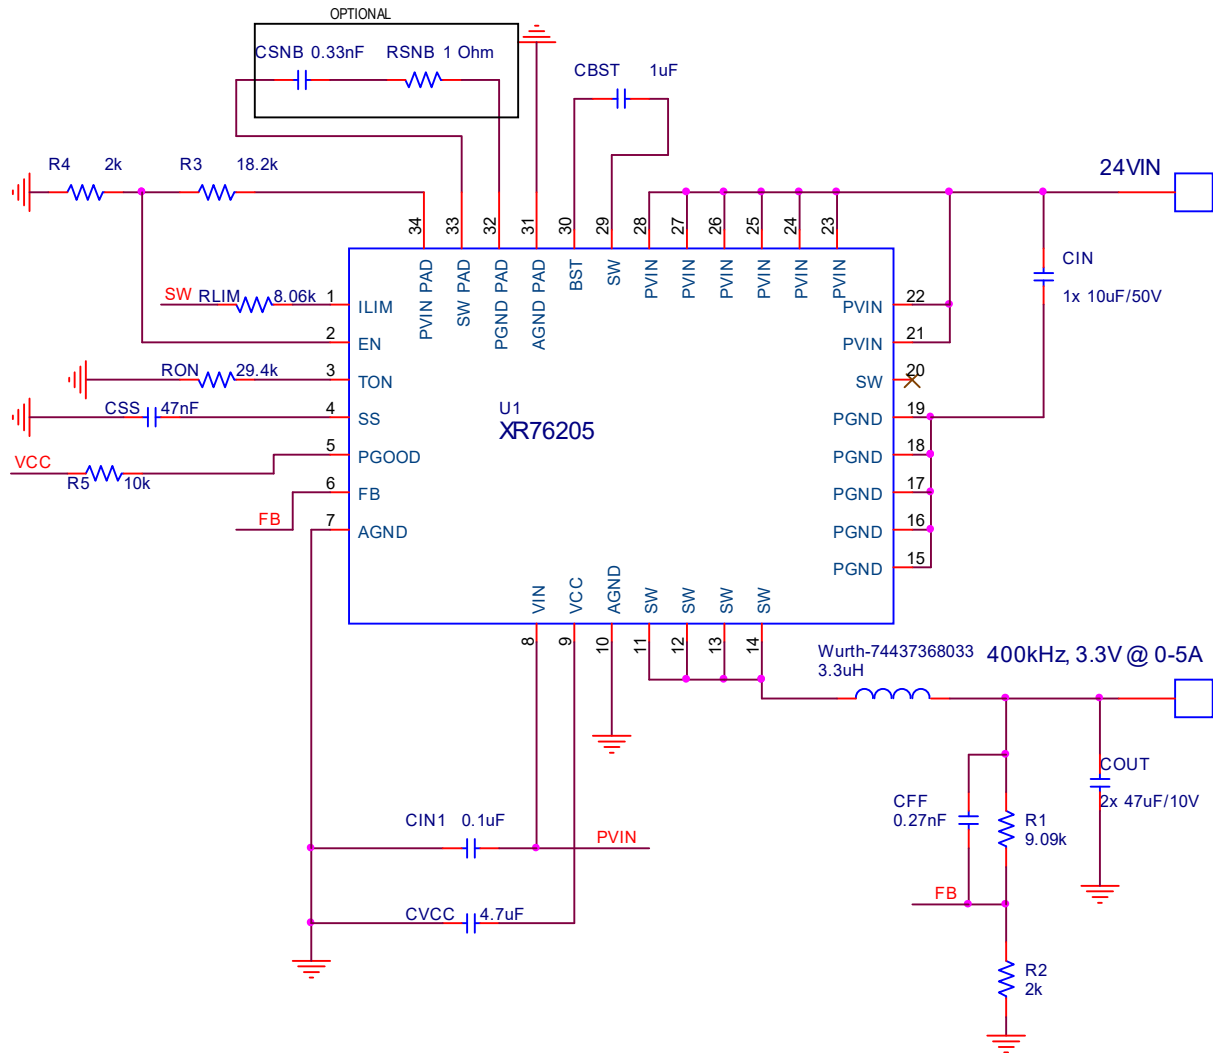 OPTIONAL
CSNB 0.33nF RSNB 1 Ohm
CBST 1uF
R4 2k R3 18.2k
24VIN
34 33 32 31 30 29 28 27 26 25 24 23
PVIN PAD SW PAD PGND PAD AGND PAD BST SW PVIN PVIN PVIN PVIN PVIN PVIN
CIN
1x 10uF/50V
SW RLIM 8.06k 1 ILIM
PVIN 22
2 EN
PVIN 21
RON 29.4k 3 TON
SW 20
CSS 47nF 4 SS
PGND 19
U1
XR76205
VCC R5 10k 5 PGOOD
PGND 18
FB 6 FB
PGND 17
7 AGND
PGND 16
PGND 15
VIN VCC AGND SW SW SW SW
8 9 10 11 12 13 14
Wurth-74437368033
3.3uH
400kHz, 3.3V @ 0-5A
COUT
2x 47uF/10V
CFF
0.27nF
R1
9.09k
CIN1 0.1uF PVIN
FB
CVCC 4.7uF
R2
2k